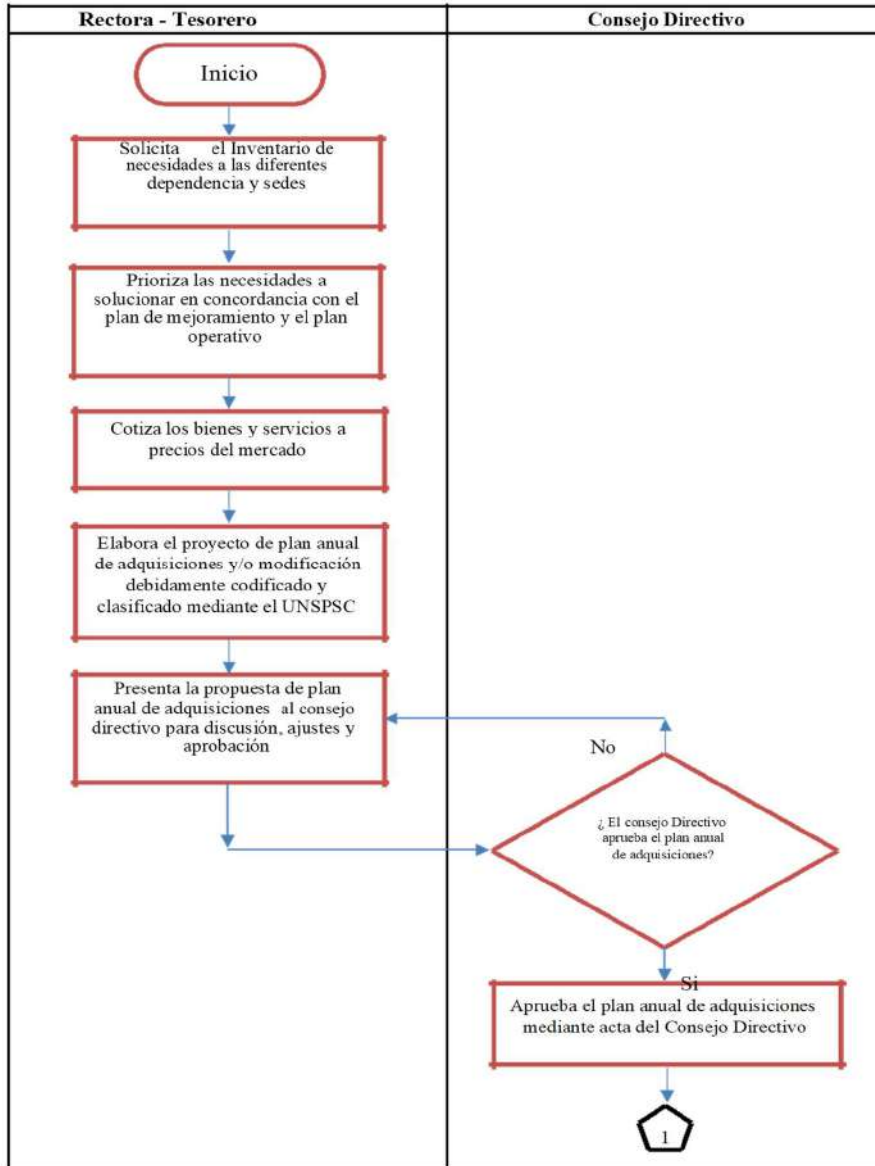 Rectora - Tesorero
Consejo Directivo
Inicio
Solicita el Inventario de
necesidades a las diferentes
dependencia y sedes
Prioriza las necesidades a
solucionar en concordancia con el
plan de mejoramiento y el plan
operativo
Cotiza los bienes y servicios a
precios del mercado
Elabora el proyecto de plan anual
de adquisiciones y/o modificación
debidamente codificado y
clasificado mediante el UNSPSC
Presenta la propuesta de plan
anual de adquisiciones al consejo
directivo para discusión, ajustes y
aprobación
No
¿ El consejo Directivo
aprueba el plan anual
de adquisiciones?
Si
Aprueba el plan anual de adquisiciones
mediante acta del Consejo Directivo
1